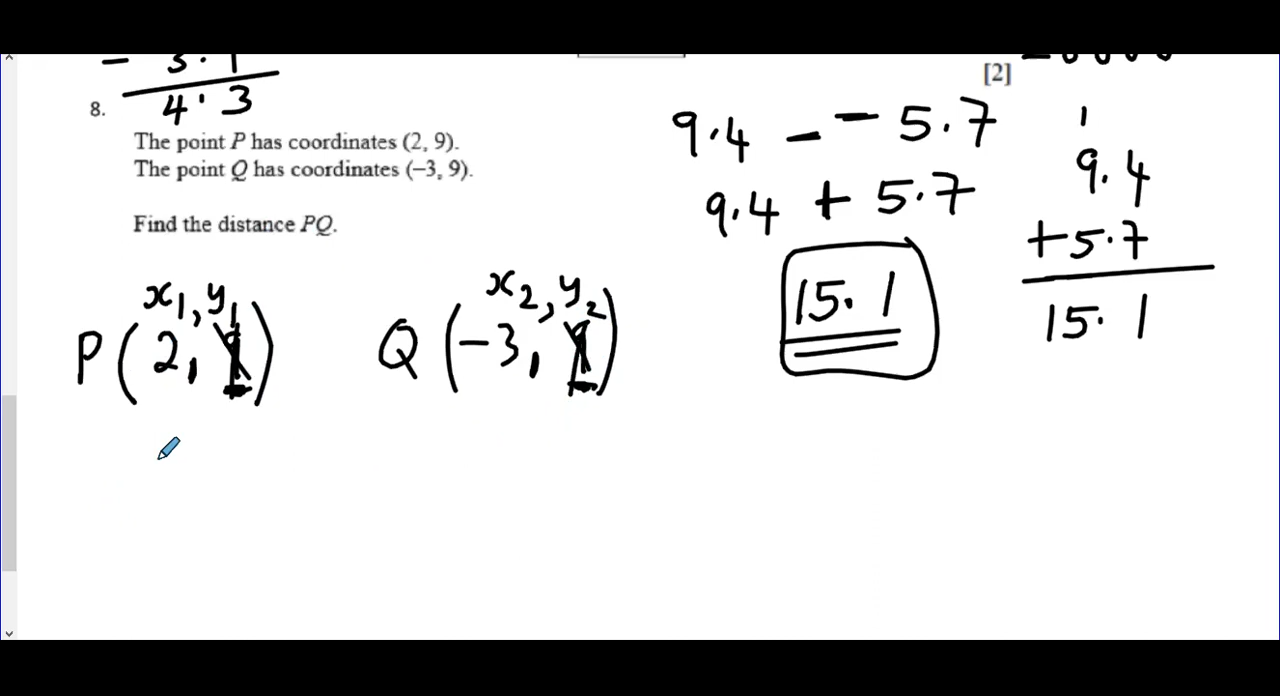 - 3.1
4.3
8.
The point P has coordinates (2, 9).
The point Q has coordinates (−3, 9).
Find the distance PQ.
x1, y1
P(2, 9)
x2, y2
Q(-3, 9)
[2]
9.4 - - 5.7
9.4 + 5.7
15.1
1
9.4
+5.7
15.1